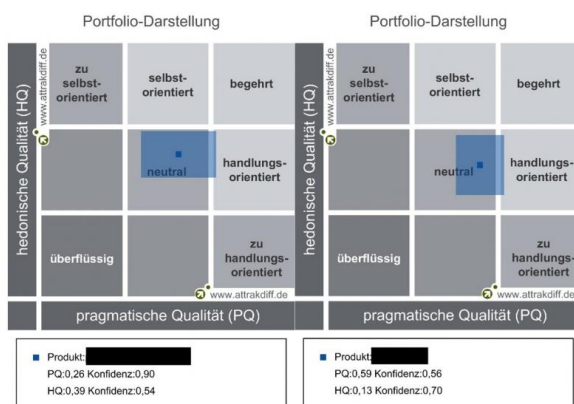 Portfolio-Darstellung
hedonische Qualität (HQ)
www.attrakdiff.de
zu
selbst-
orientiert
selbst-
orientiert
begehrt
neutral
handlungs-
orientiert
überflüssig
zu
handlungs-
orientiert
www.attrakdiff.de
pragmatische Qualität (PQ)
Produkt:
PQ:0,26 Konfidenz:0,90
HQ:0,39 Konfidenz:0,54
Portfolio-Darstellung
hedonische Qualität (HQ)
www.attrakdiff.de
zu
selbst-
orientiert
selbst-
orientiert
begehrt
neutral
handlungs-
orientiert
überflüssig
zu
handlungs-
orientiert
www.attrakdiff.de
pragmatische Qualität (PQ)
Produkt:
PQ:0,59 Konfidenz:0,56
HQ:0,13 Konfidenz:0,70